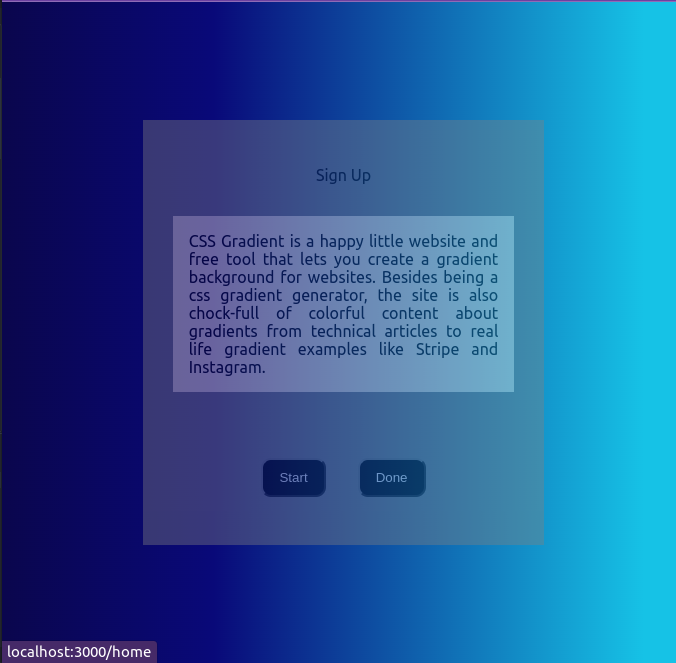 Sign Up
CSS Gradient is a happy little website and
free tool that lets you create a gradient
background for websites. Besides being a
css gradient generator, the site is also
chock-full of colorful content about
gradients from technical articles to real
life gradient examples like Stripe and
Instagram.
Start Done
localhost:3000/home